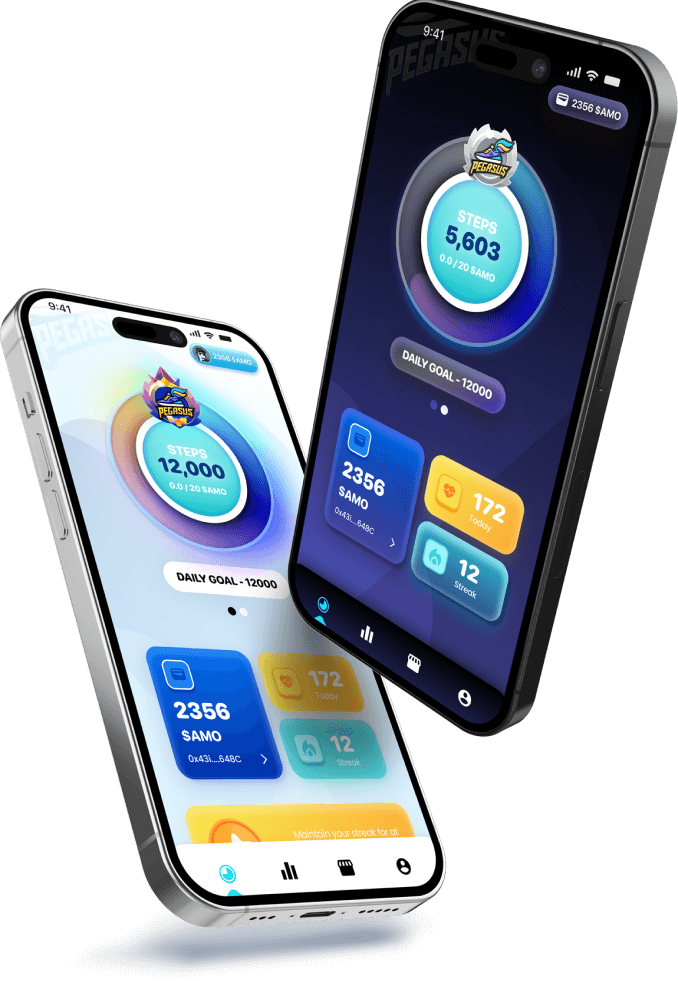 9:41
PEGASUS
2356 $AMO
PEGASUS
STEPS
5,603
0.0 / 20 $AMO
DAILY GOAL - 12000
2356
$AMO
0x43i....648C
172
Today
12
Streak
9:41
PEGASUS
2356 $AMO
PEGASUS
STEPS
12,000
0.0 / 20 $AMO
DAILY GOAL - 12000
2356
$AMO
0x43i....648C
172
Today
12
Streak
Maintain your streak for at